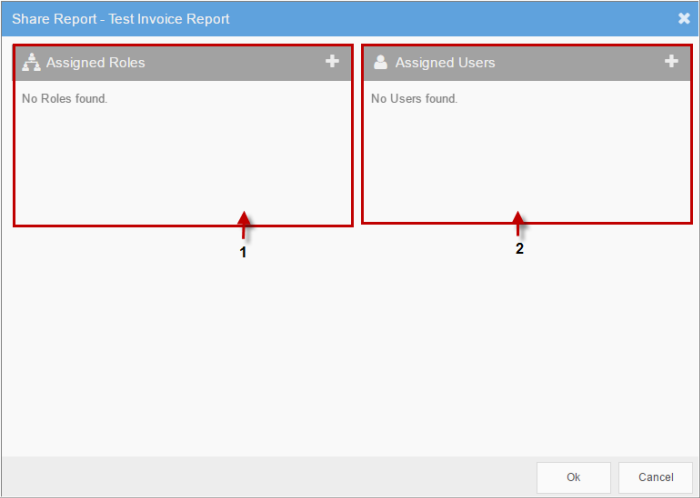 Share Report - Test Invoice Report
Assigned Roles
No Roles found.
Assigned Users
No Users found.
1
2
Ok
Cancel